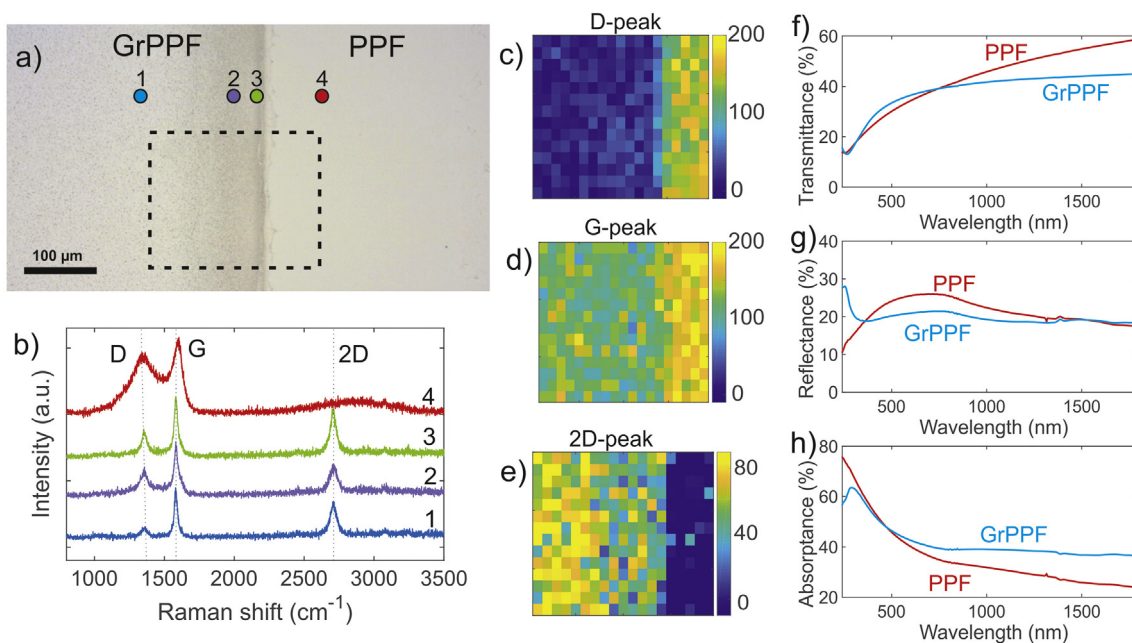 a)
GrPPF
PPF
1
2
3
4
100 µm
b)
D
G
2D
4
3
2
1
Intensity (a.u.)
1000 1500 2000 2500 3000 3500
Raman shift (cm⁻¹)
c)
D-peak
200
100
0
d)
G-peak
200
100
0
e)
2D-peak
80
60
40
20
0
f)
60
40
20
0
Transmittance (%)
PPF
GrPPF
500 1000 1500
Wavelength (nm)
g)
40
30
20
10
0
Reflectance (%)
PPF
GrPPF
500 1000 1500
Wavelength (nm)
h)
80
60
40
20
Absorptance (%)
GrPPF
PPF
500 1000 1500
Wavelength (nm)